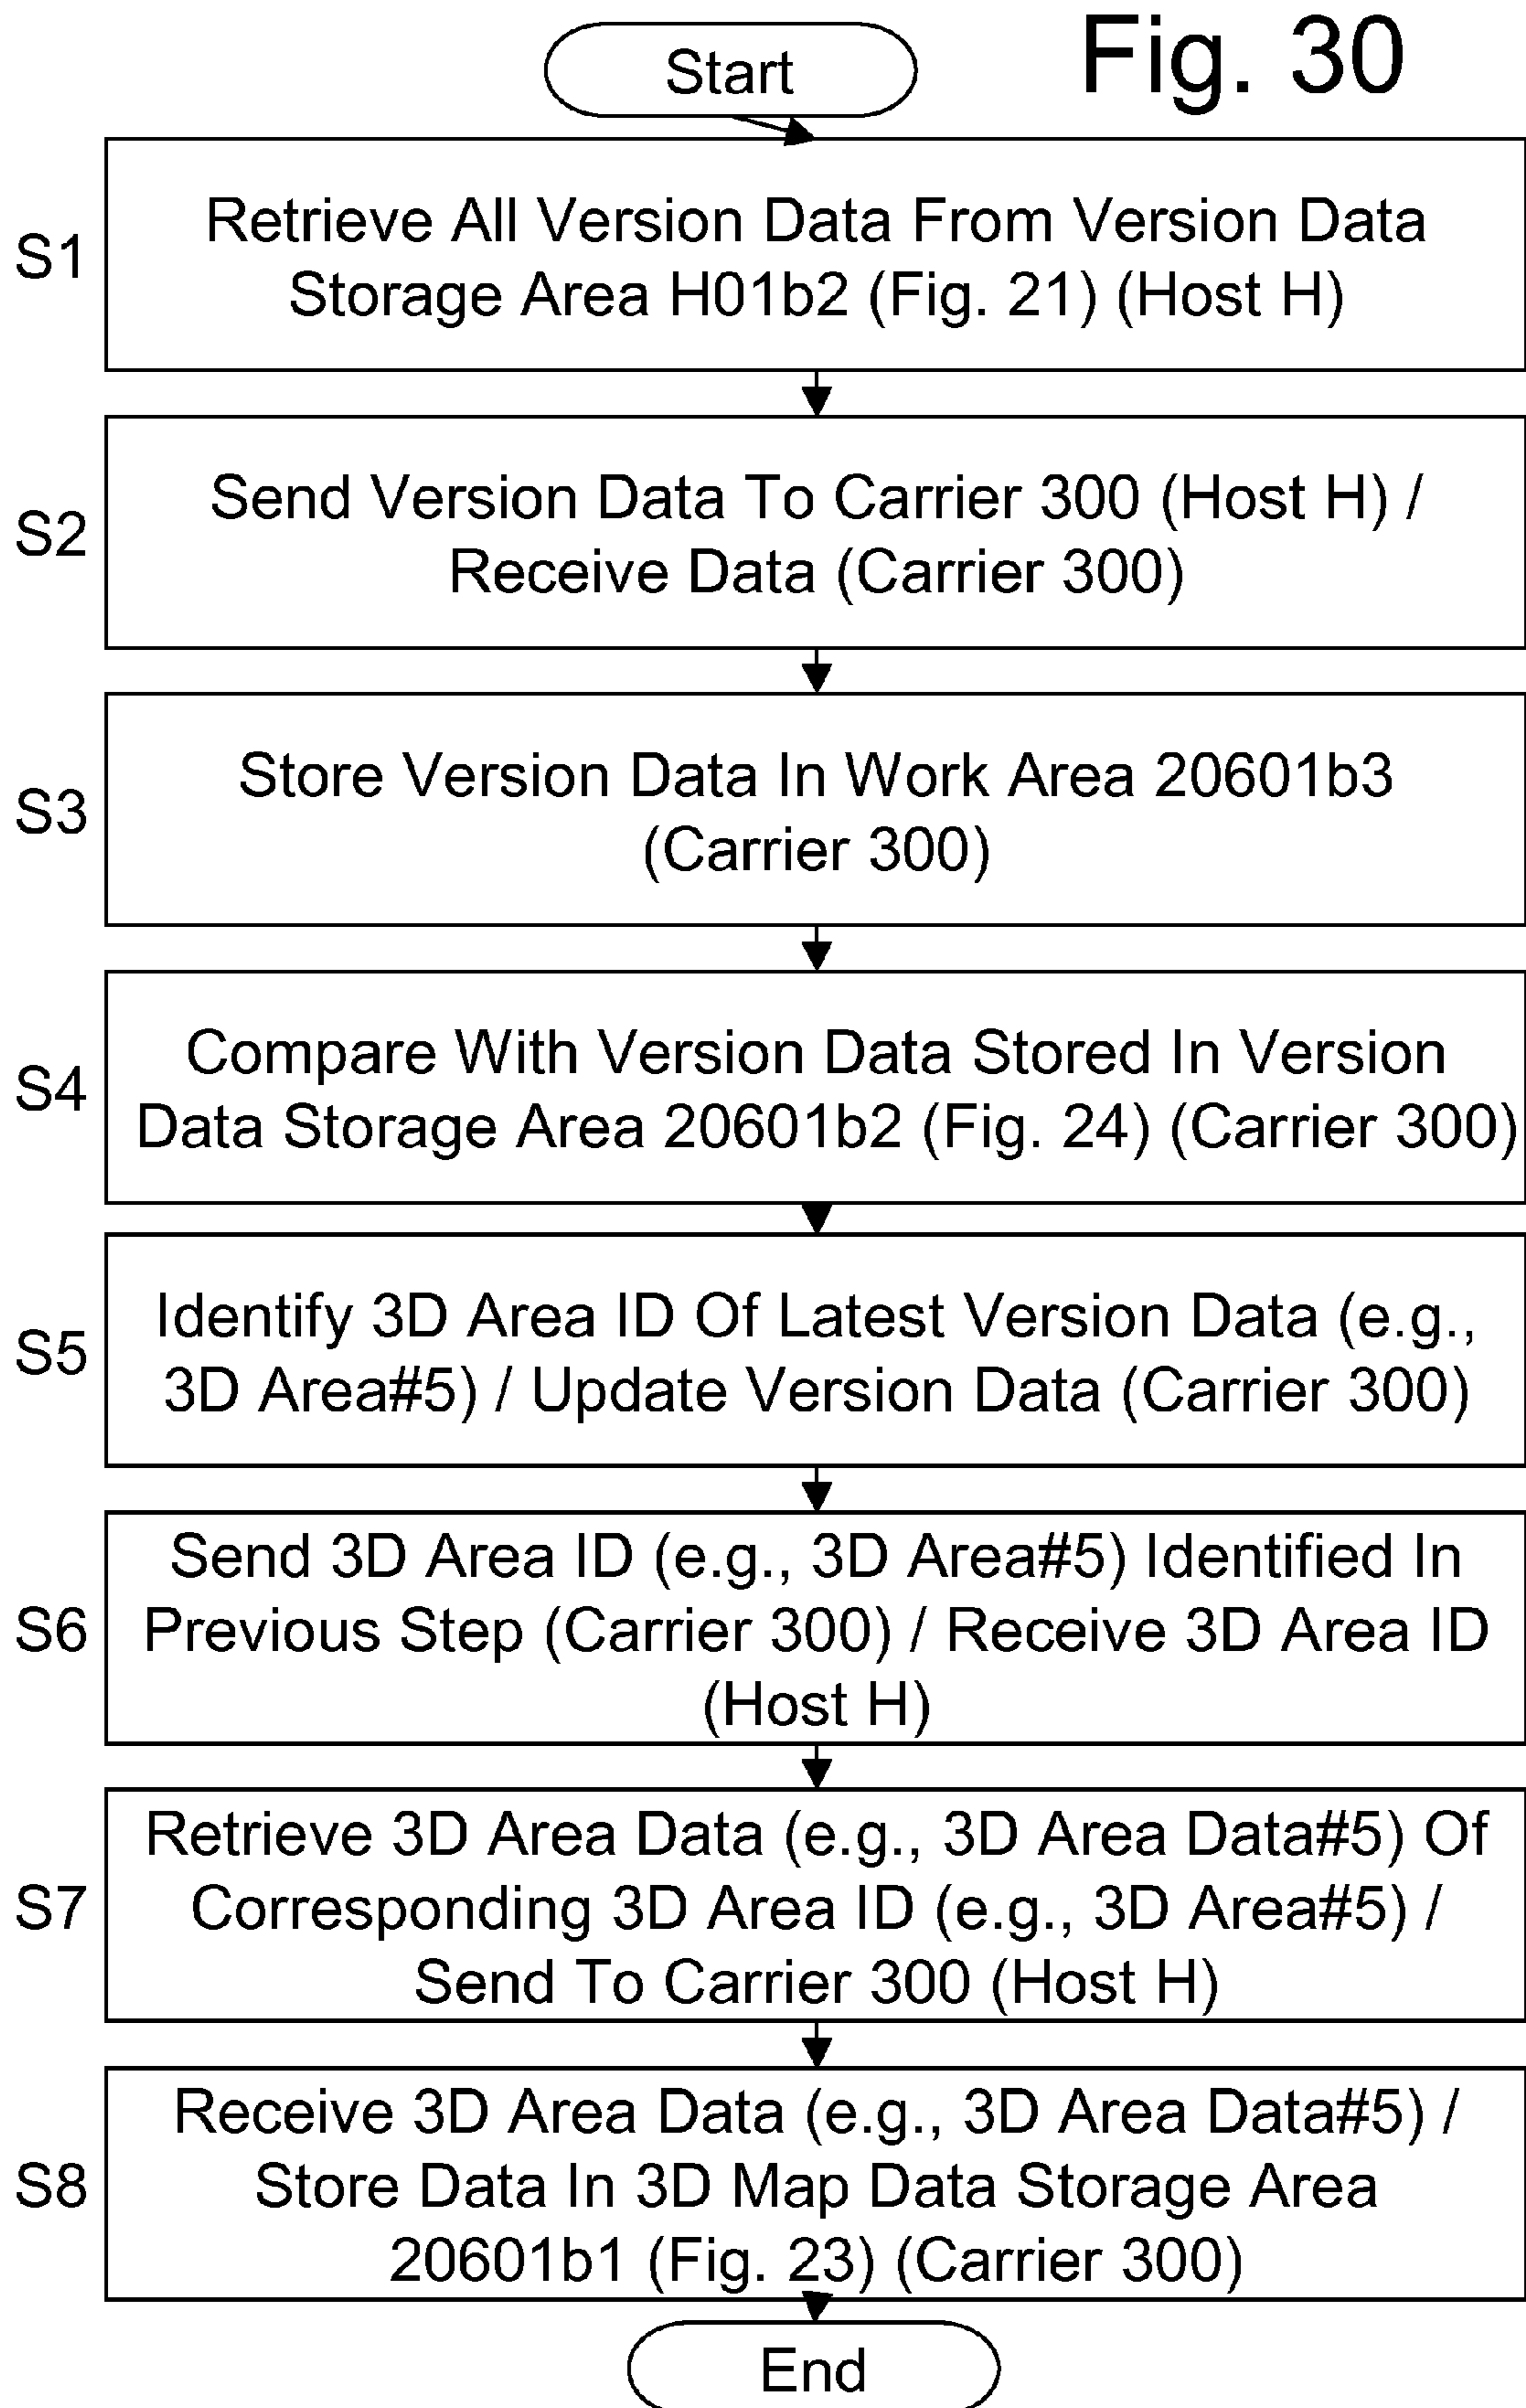 Fig. 30
Start
S1
Retrieve All Version Data From Version Data
Storage Area H01b2 (Fig. 21) (Host H)
S2
Send Version Data To Carrier 300 (Host H) /
Receive Data (Carrier 300)
S3
Store Version Data In Work Area 20601b3
(Carrier 300)
S4
Compare With Version Data Stored In Version
Data Storage Area 20601b2 (Fig. 24) (Carrier 300)
S5
Identify 3D Area ID Of Latest Version Data (e.g.,
3D Area#5) / Update Version Data (Carrier 300)
S6
Send 3D Area ID (e.g., 3D Area#5) Identified In
Previous Step (Carrier 300) / Receive 3D Area ID
(Host H)
S7
Retrieve 3D Area Data (e.g., 3D Area Data#5) Of
Corresponding 3D Area ID (e.g., 3D Area#5) /
Send To Carrier 300 (Host H)
S8
Receive 3D Area Data (e.g., 3D Area Data#5) /
Store Data In 3D Map Data Storage Area
20601b1 (Fig. 23) (Carrier 300)
End